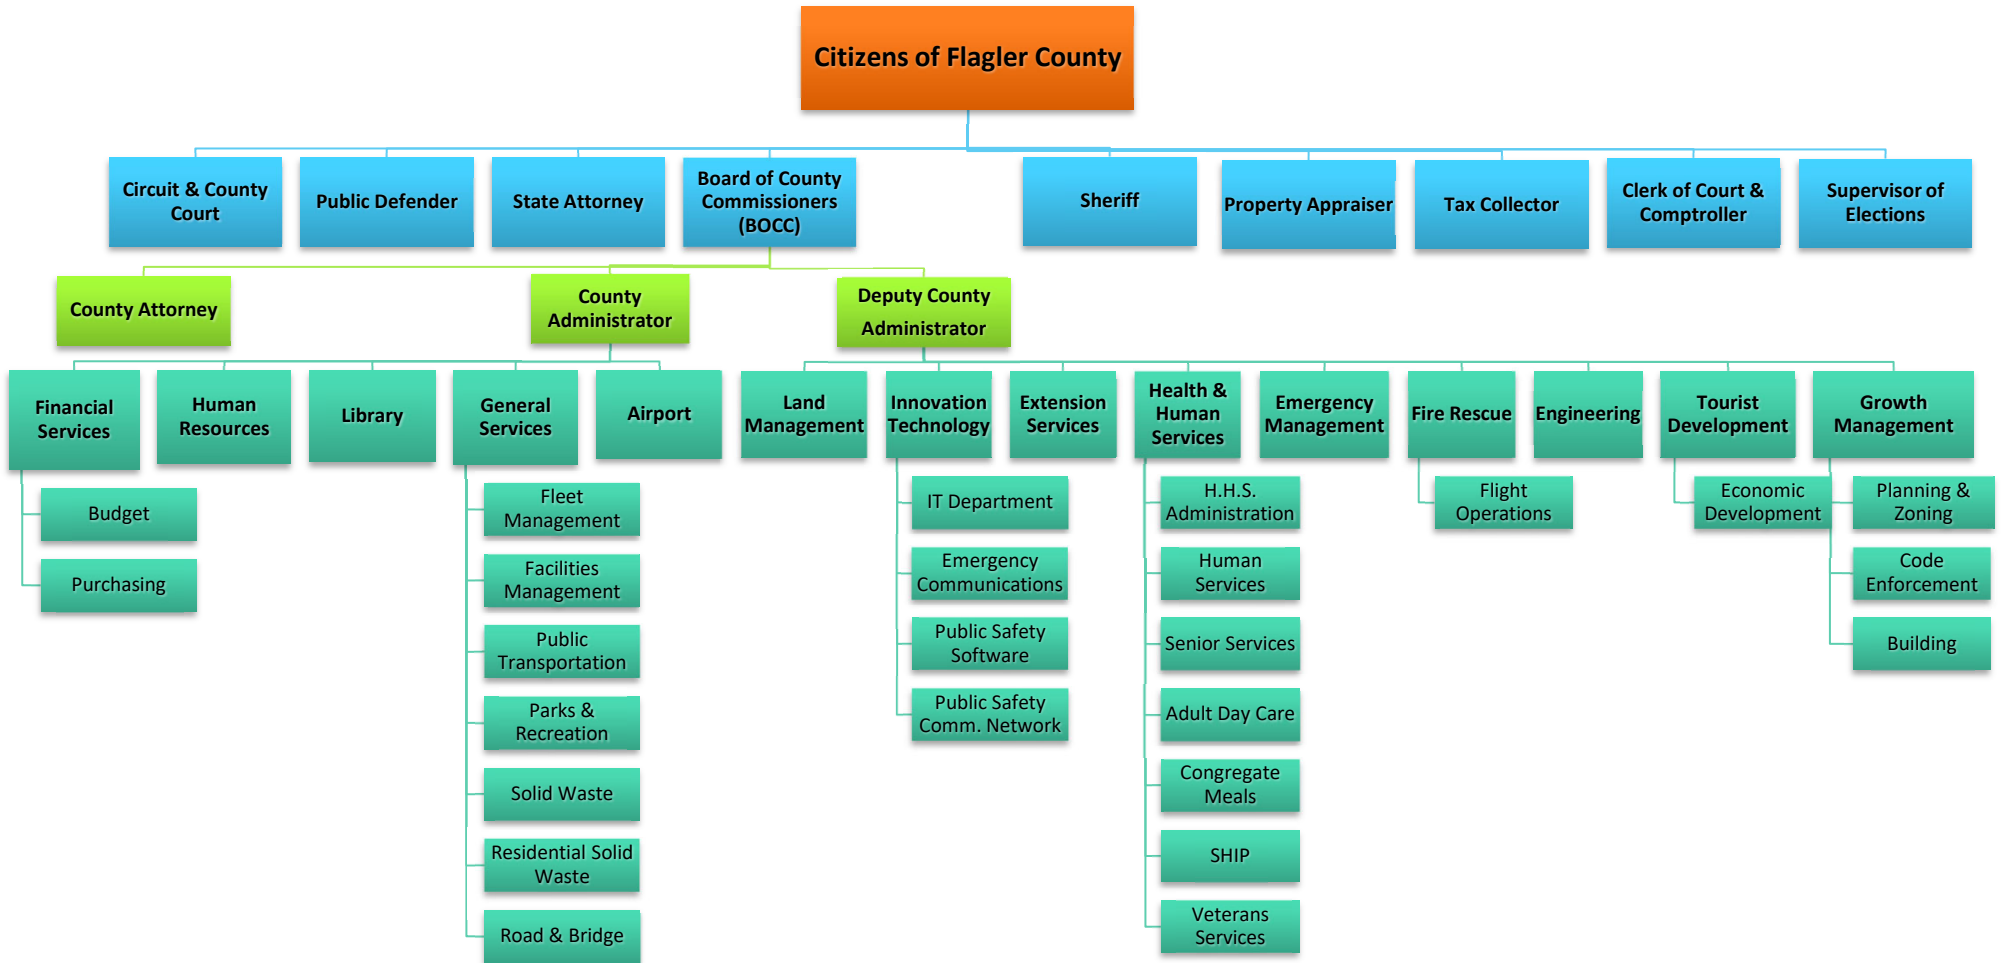 Citizens of Flagler County
Circuit & County
Court
Public Defender
State Attorney
Board of County
Commissioners
(BOCC)
Sheriff
Property Appraiser
Tax Collector
Clerk of Court &
Comptroller
Supervisor of
Elections
County Attorney
County
Administrator
Deputy County
Administrator
Financial
Services
Human
Resources
Library
General
Services
Airport
Land
Management
Innovation
Technology
Extension
Services
Health &
Human
Services
Emergency
Management
Fire Rescue
Engineering
Tourist
Development
Growth
Management
Budget
Purchasing
Fleet
Management
Facilities
Management
Public
Transportation
Parks &
Recreation
Solid Waste
Residential Solid
Waste
Road & Bridge
IT Department
Emergency
Communications
Public Safety
Software
Public Safety
Comm. Network
H.H.S.
Administration
Human
Services
Senior Services
Adult Day Care
Congregate
Meals
SHIP
Veterans
Services
Flight
Operations
Economic
Development
Planning &
Zoning
Code
Enforcement
Building